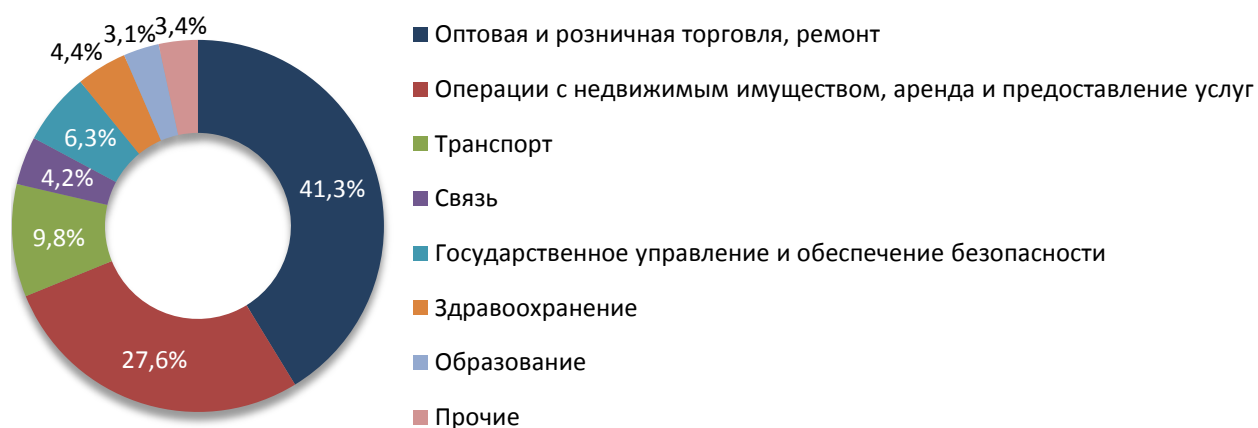 3,1%
3,4%
4,4%
6,3%
4,2%
9,8%
27,6%
41,3%
Оптовая и розничная торговля, ремонт
Операции с недвижимым имуществом, аренда и предоставление услуг
Транспорт
Связь
Государственное управление и обеспечение безопасности
Здравоохранение
Образование
Прочие